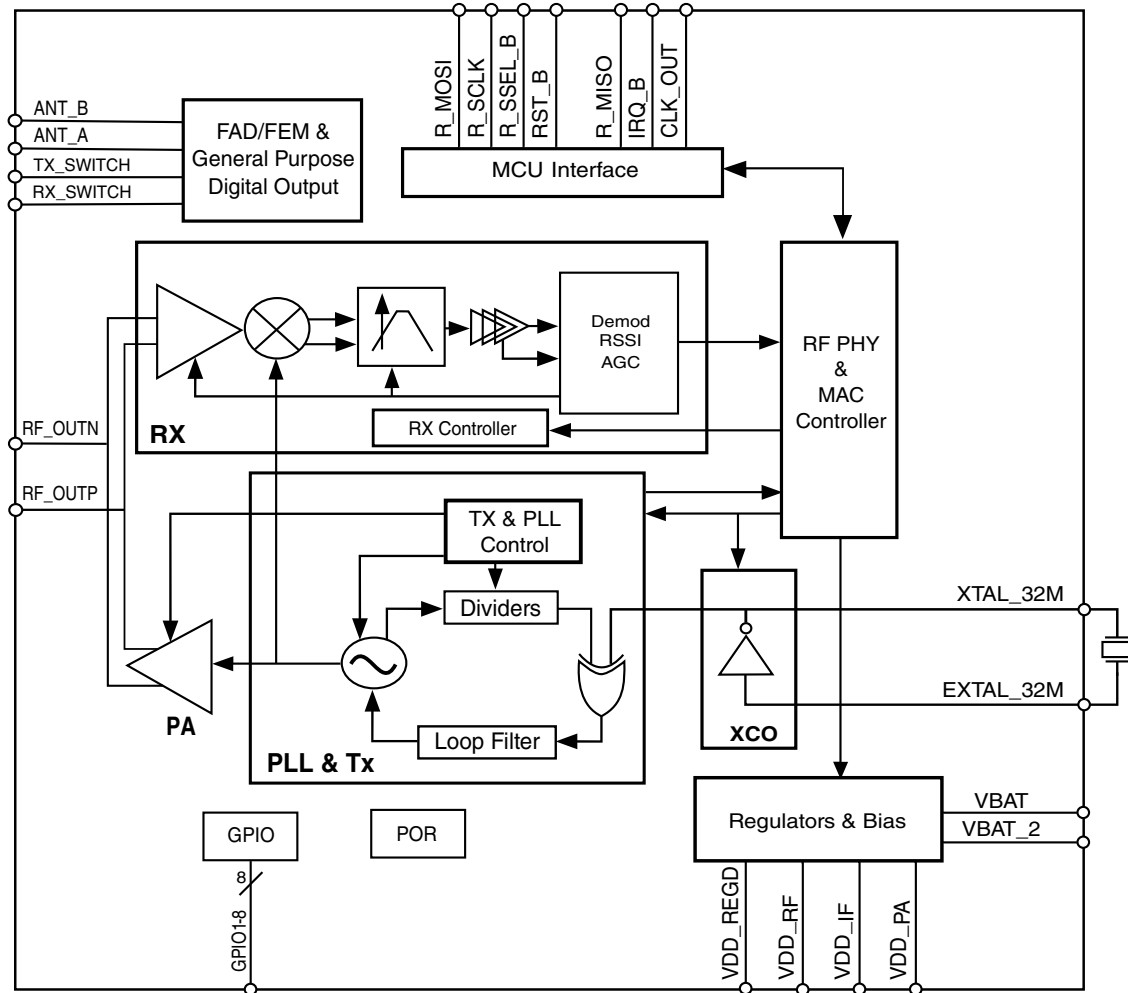 R_MOSI
R_SCLK
R_SSEL_B
RST_B
R_MISO
IRQ_B
CLK_OUT
ANT_B
ANT_A
TX_SWITCH
RX_SWITCH
FAD/FEM &
General Purpose
Digital Output
MCU Interface
Demod
RSSI
AGC
RX Controller
RX
RF PHY
&
MAC
Controller
RF_OUTN
RF_OUTP
TX & PLL
Control
Dividers
Loop Filter
PLL & Tx
PA
XCO
XTAL_32M
EXTAL_32M
Regulators & Bias
VBAT
VBAT_2
GPIO
POR
8
GPIO1-8
VDD_REGD
VDD_RF
VDD_IF
VDD_PA